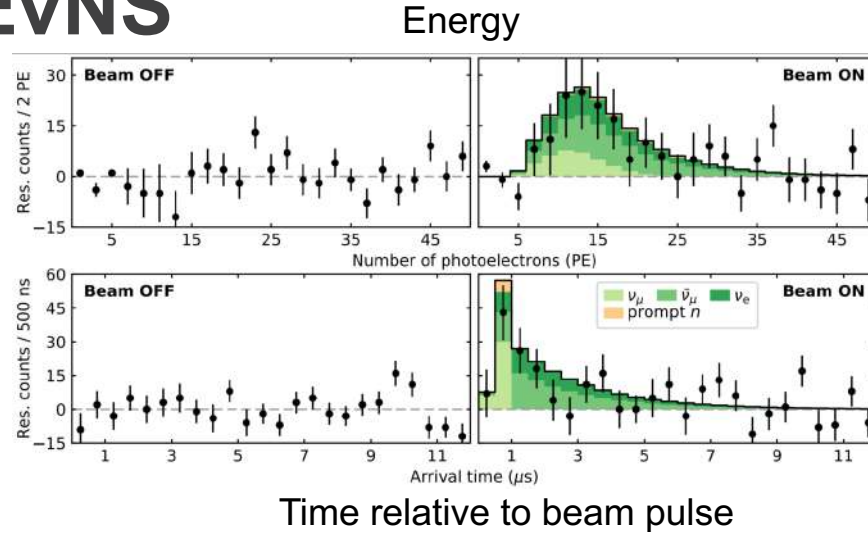 EvNS
Energy
Res. counts / 2 PE
30
15
0
−15
Beam OFF
Beam ON
5 15 25 35 45 5 15 25 35 45
Number of photoelectrons (PE)
Res. counts / 500 ns
60
45
30
15
0
−15
Beam OFF
Beam ON
νμ ν̄μ νe
prompt n
1 3 5 7 9 11 1 3 5 7 9 11
Arrival time (μs)
Time relative to beam pulse